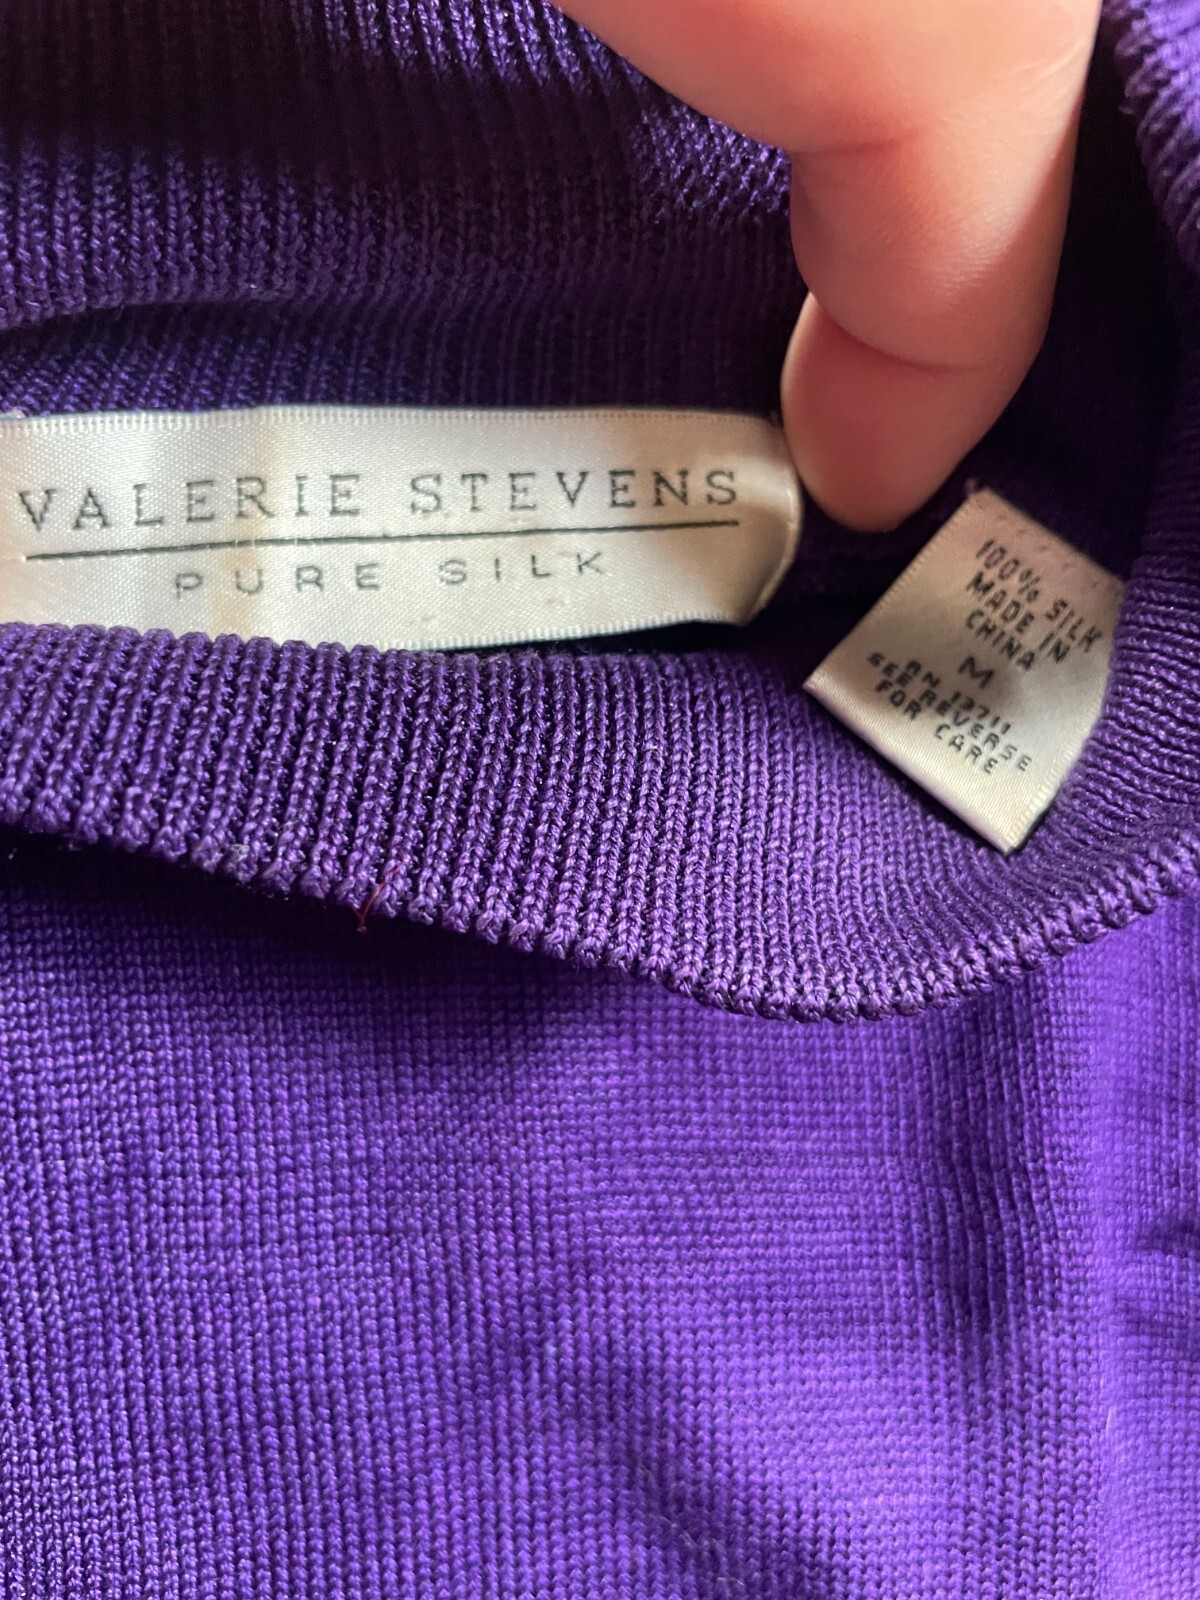 VALERIE STEVENS
PURE SILK
100% SILK
MADE IN
CHINA
M
RN 13711
SEE REVERSE
FOR CARE